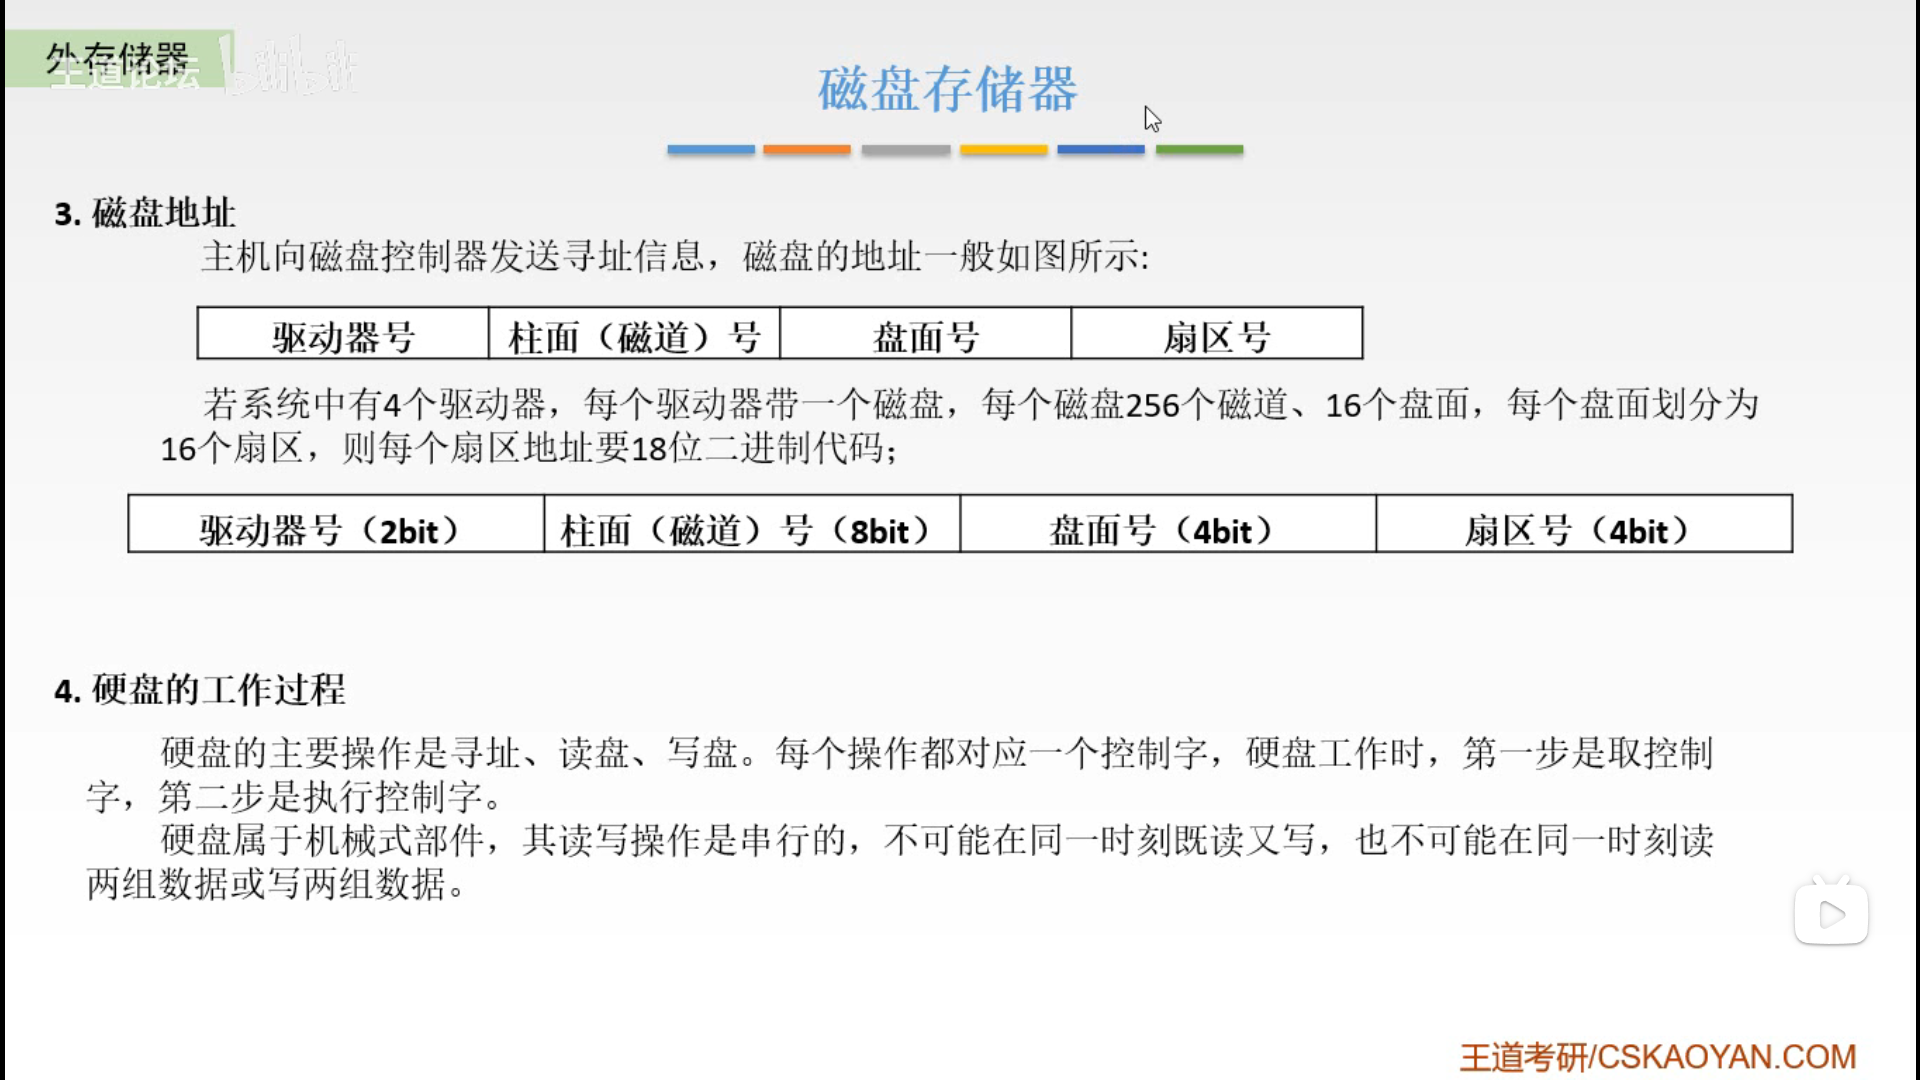 外存储器
王道论坛 bilibili
磁盘存储器
3. 磁盘地址
主机向磁盘控制器发送寻址信息，磁盘的地址一般如图所示:
驱动器号 柱面（磁道）号 盘面号 扇区号
若系统中有4个驱动器，每个驱动器带一个磁盘，每个磁盘256个磁道、16个盘面，每个盘面划分为
16个扇区，则每个扇区地址要18位二进制代码；
驱动器号（2bit） 柱面（磁道）号（8bit） 盘面号（4bit） 扇区号（4bit）
4. 硬盘的工作过程
硬盘的主要操作是寻址、读盘、写盘。每个操作都对应一个控制字，硬盘工作时，第一步是取控制
字，第二步是执行控制字。
硬盘属于机械式部件，其读写操作是串行的，不可能在同一时刻既读又写，也不可能在同一时刻读
两组数据或写两组数据。
王道考研/CSKAOYAN.COM